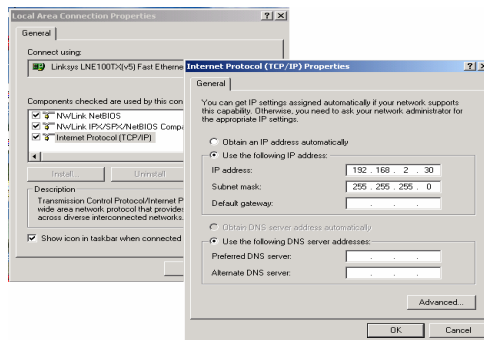 Local Area Connection Properties
General
Connect using:
Linksys LNE100TX(v5) Fast Etherne
Components checked are used by this con
NWLink NetBIOS
NWLink IPX/SPX/NetBIOS Compa
Internet Protocol (TCP/IP)
Install...
Uninstall
Description
Transmission Control Protocol/Internet P
wide area network protocol that provides
across diverse interconnected networks.
Show icon in taskbar when connected
Internet Protocol (TCP/IP) Properties
General
You can get IP settings assigned automatically if your network supports
this capability. Otherwise, you need to ask your network administrator for
the appropriate IP settings.
Obtain an IP address automatically
Use the following IP address:
IP address: 192 . 168 . 2 . 30
Subnet mask: 255 . 255 . 255 . 0
Default gateway: . . .
Obtain DNS server address automatically
Use the following DNS server addresses:
Preferred DNS server: . . .
Alternate DNS server: . . .
Advanced...
OK Cancel